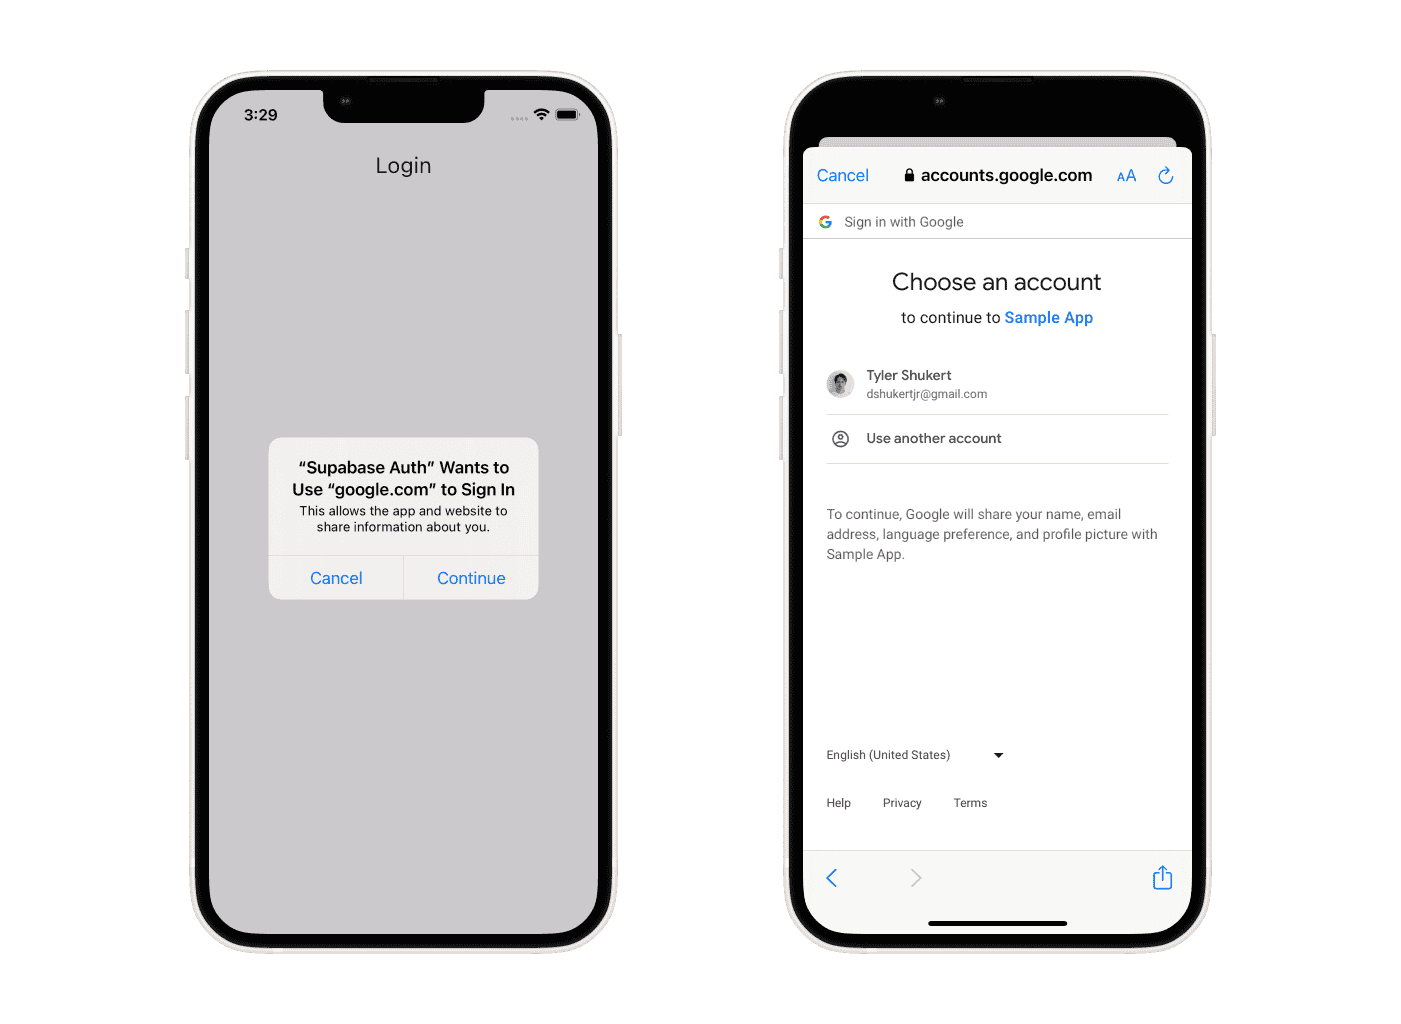 3:29
Login
“Supabase Auth” Wants to
Use “google.com” to Sign In
This allows the app and website to
share information about you.
Cancel
Continue
Cancel
accounts.google.com
AA
Sign in with Google
Choose an account
to continue to Sample App
Tyler Shukert
dshukertjr@gmail.com
Use another account
To continue, Google will share your name, email
address, language preference, and profile picture with
Sample App.
English (United States)
Help Privacy Terms